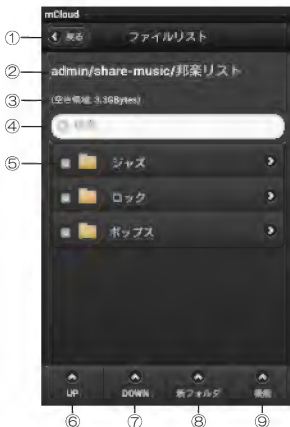 mCloud
① 戻る ファイルリスト
② admin/share-music/邦楽リスト
③ (空き領域: 3.3GBytes)
④ 検索
⑤ ジャズ
ロック
ポップス
UP DOWN 新フォルダ 機能
⑥ ⑦ ⑧ ⑨